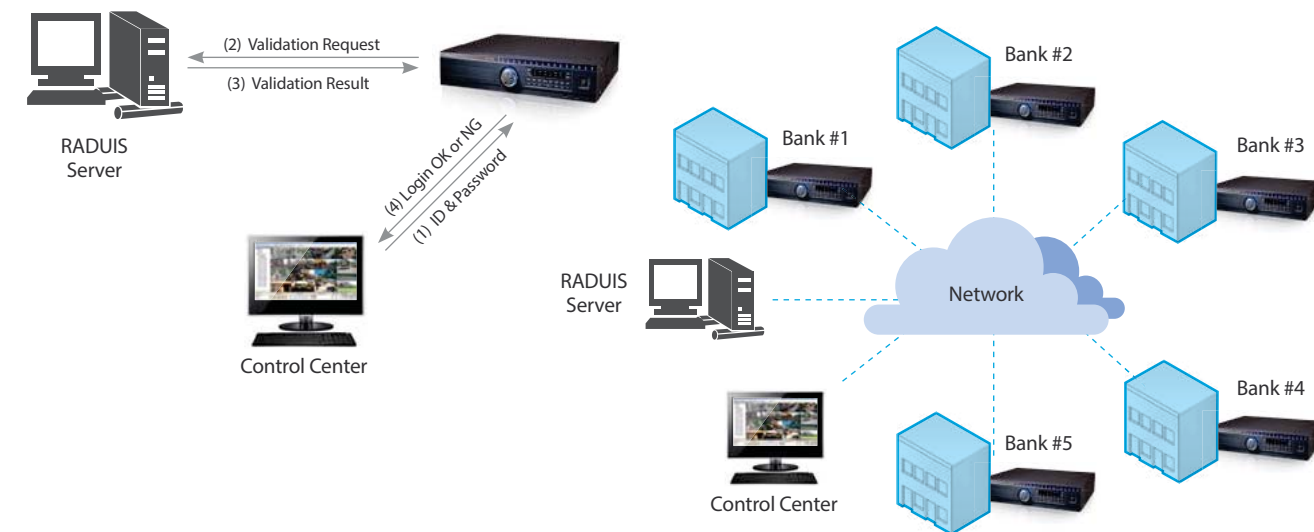 (2) Validation Request
(3) Validation Result
RADUIS
Server
(4) Login OK or NG
(1) ID & Password
Control Center
Bank #2
Bank #1
Bank #3
RADUIS
Server
Network
Bank #4
Bank #5
Control Center